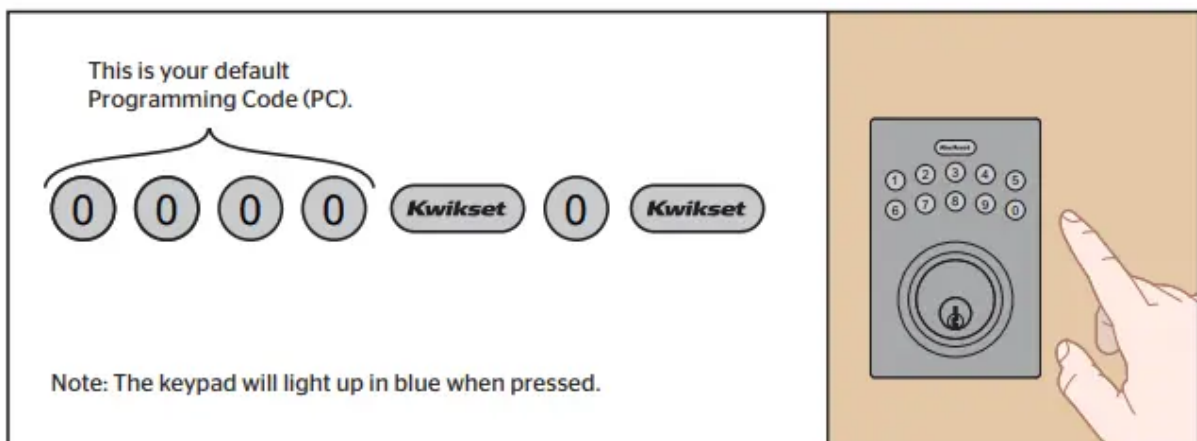 This is your default
Programming Code (PC).
0 0 0 0 Kwikset 0 Kwikset
Note: The keypad will light up in blue when pressed.
Kwikset
1 2 3 4 5
6 7 8 9 0